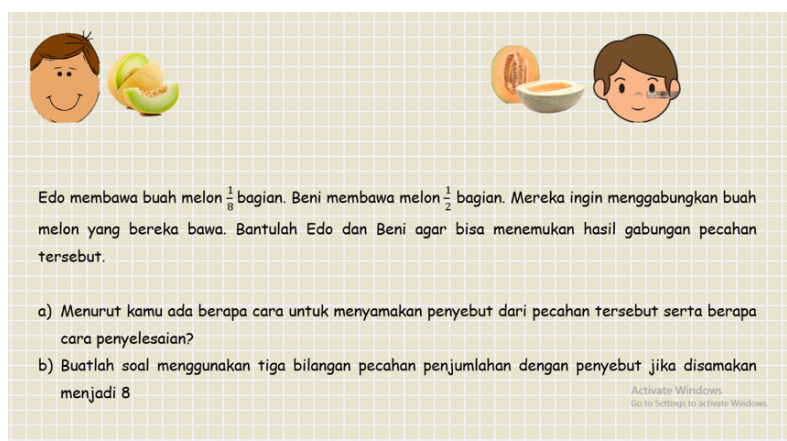 Edo membawa buah melon 1/8 bagian. Beni membawa melon 1/2 bagian. Mereka ingin menggabungkan buah
melon yang bereka bawa. Bantulah Edo dan Beni agar bisa menemukan hasil gabungan pecahan
tersebut.
a) Menurut kamu ada berapa cara untuk menyamakan penyebut dari pecahan tersebut serta berapa
cara penyelesaian?
b) Buatlah soal menggunakan tiga bilangan pecahan penjumlahan dengan penyebut jika disamakan
menjadi 8
Activate Windows
Go to Settings to activate Windows.